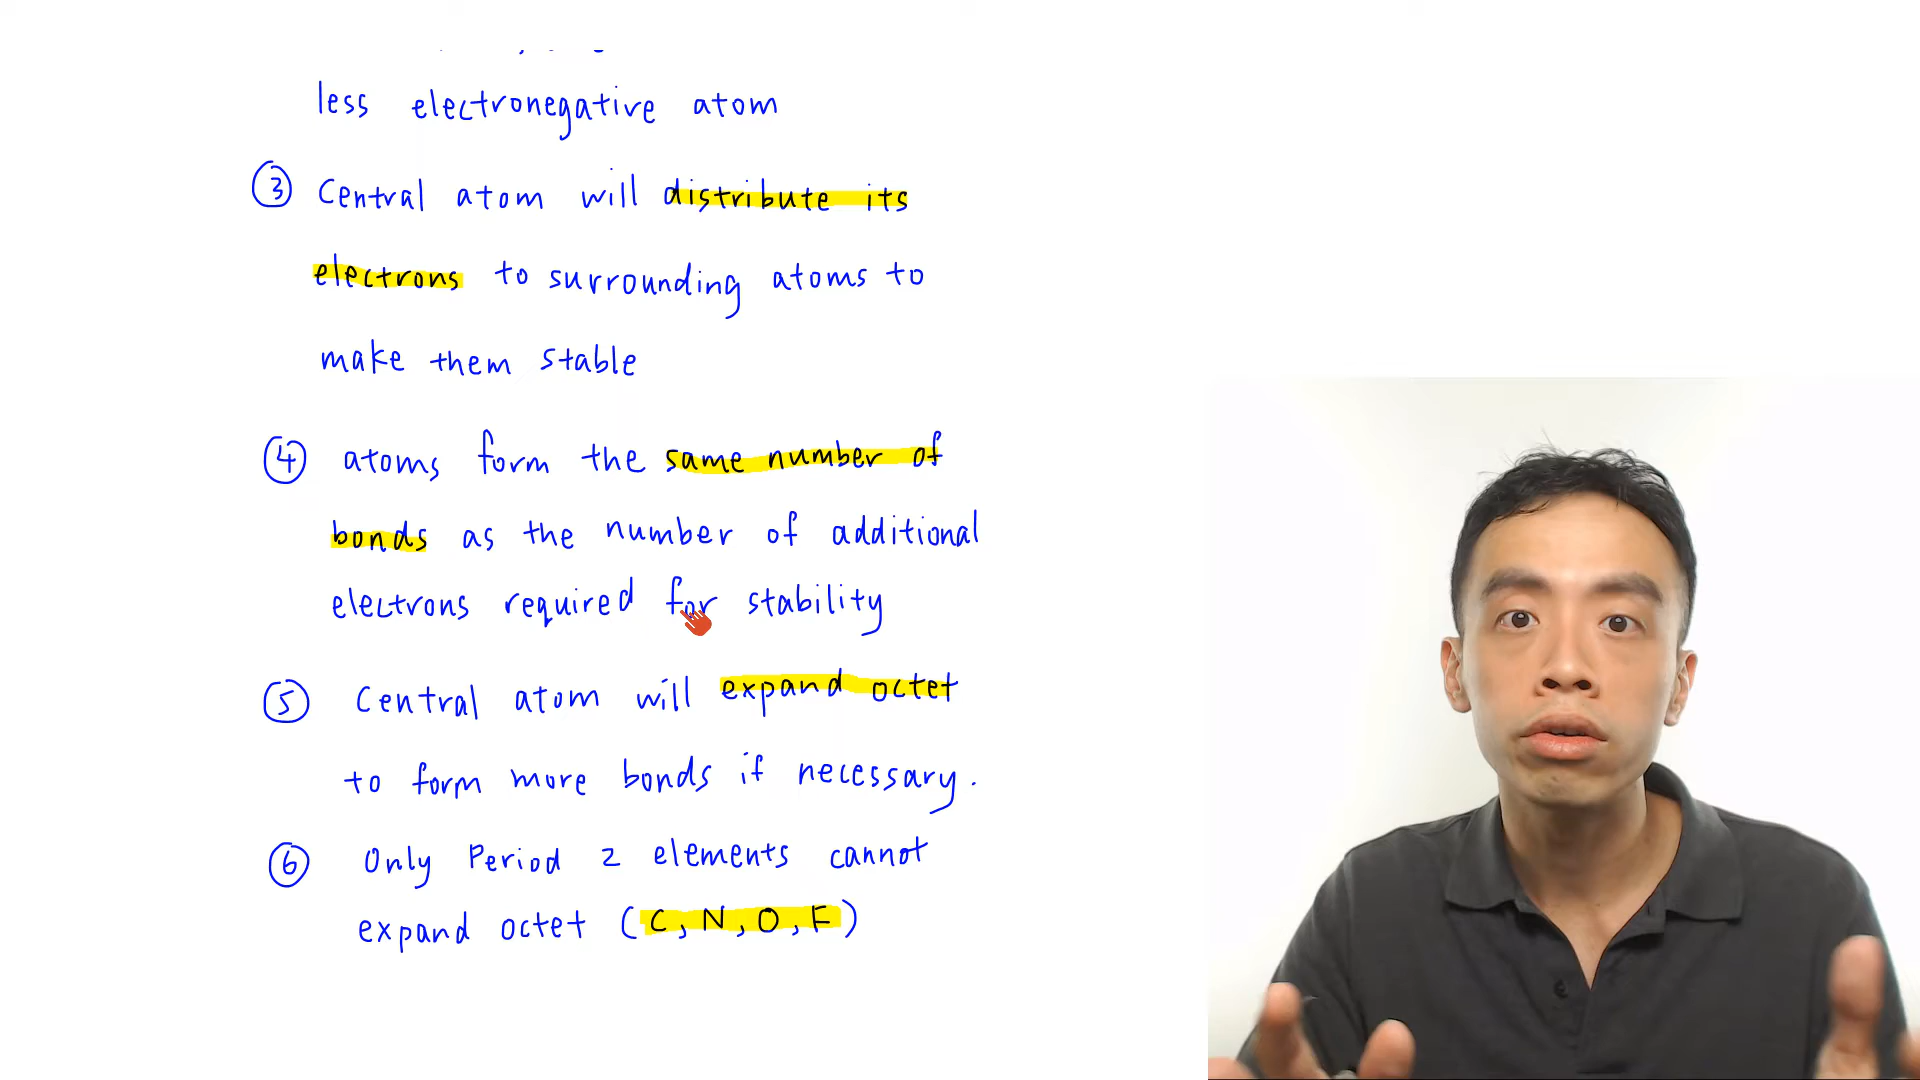 less electronegative atom
③ Central atom will distribute its
electrons to surrounding atoms to
make them stable
④ atoms form the same number of
bonds as the number of additional
electrons required for stability
⑤ Central atom will expand octet
to form more bonds if necessary.
⑥ Only Period 2 elements cannot
expand octet (C, N, O, F)